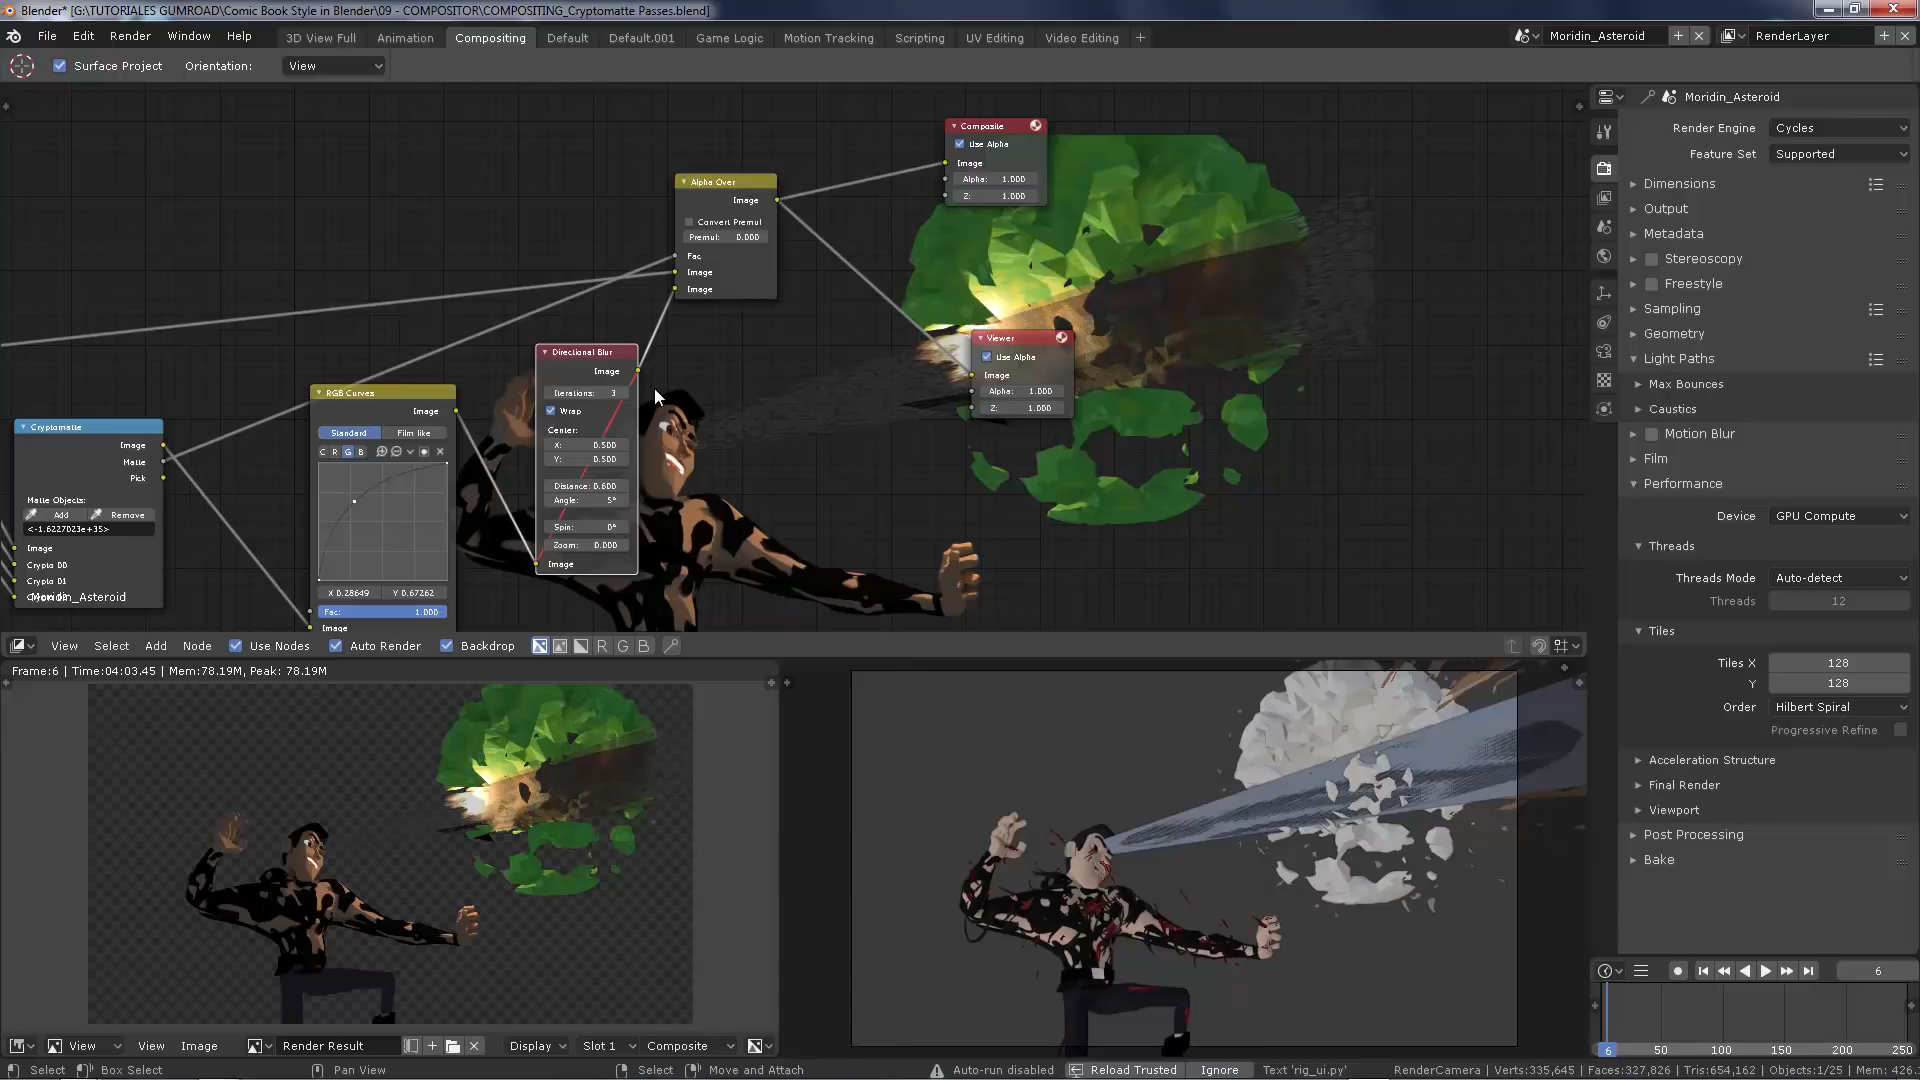 Blender* [G:\TUTORIALES GUMROAD\Comic Book Style in Blender\09 - COMPOSITOR\COMPOSITING_Cryptomatte Passes.blend]
File Edit Render Window Help 3D View Full Animation Compositing Default Default.001 Game Logic Motion Tracking Scripting UV Editing Video Editing + Moridin_Asteroid RenderLayer
Surface Project Orientation: View
Moridin_Asteroid
Render Engine Cycles
Feature Set Supported
Dimensions
Output
Metadata
Stereoscopy
Freestyle
Sampling
Geometry
Light Paths
Max Bounces
Caustics
Motion Blur
Film
Performance
Device GPU Compute
Threads
Threads Mode Auto-detect
Threads 12
Tiles
Tiles X 128
Y 128
Order Hilbert Spiral
Progressive Refine
Acceleration Structure
Final Render
Viewport
Post Processing
Bake
Composite
Use Alpha
Image
Alpha: 1.000
Z: 1.000
Alpha Over
Image
Convert Premul
Premul: 0.000
Fac
Image
Image
Viewer
Use Alpha
Image
Alpha: 1.000
Z: 1.000
Directional Blur
Image
Iterations: 3
Wrap
Center:
X: 0.500
Y: 0.500
Distance: 0.600
Angle: 5°
Spin: 0°
Zoom: 0.000
Image
RGB Curves
Image
Standard Film like
C R G B
X 0.28649 Y 0.67262
Fac: 1.000
Image
Cryptomatte
Image
Matte
Pick
Matte Objects:
Add Remove
<-1.6227023e+35>
Image
Crypto 00
Crypto 01
Moridin_Asteroid
View Select Add Node Use Nodes Auto Render Backdrop R G B
Frame:6 | Time:04:03.45 | Mem:78.19M, Peak: 78.19M
View View Image Render Result Display Slot 1 Composite
6
6 50 100 150 200 250
Select Box Select Pan View Select Move and Attach Auto-run disabled Reload Trusted Ignore Text 'rig_ui.py' RenderCamera | Verts:335,645 | Faces:327,826 | Tris:654,162 | Objects:1/25 | Mem: 426.